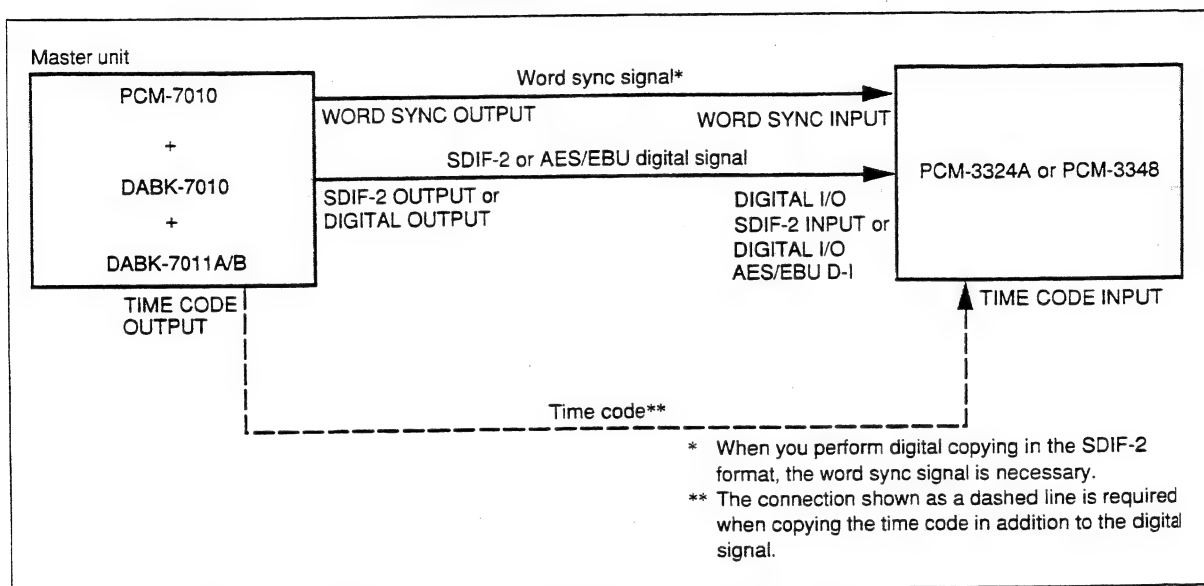 Master unit
PCM-7010
+
DABK-7010
+
DABK-7011A/B
Word sync signal*
WORD SYNC OUTPUT
WORD SYNC INPUT
SDIF-2 or AES/EBU digital signal
SDIF-2 OUTPUT or
DIGITAL OUTPUT
DIGITAL I/O
SDIF-2 INPUT or
DIGITAL I/O
AES/EBU D-I
PCM-3324A or PCM-3348
TIME CODE
OUTPUT
TIME CODE INPUT
Time code**
* When you perform digital copying in the SDIF-2
format, the word sync signal is necessary.
** The connection shown as a dashed line is required
when copying the time code in addition to the digital
signal.